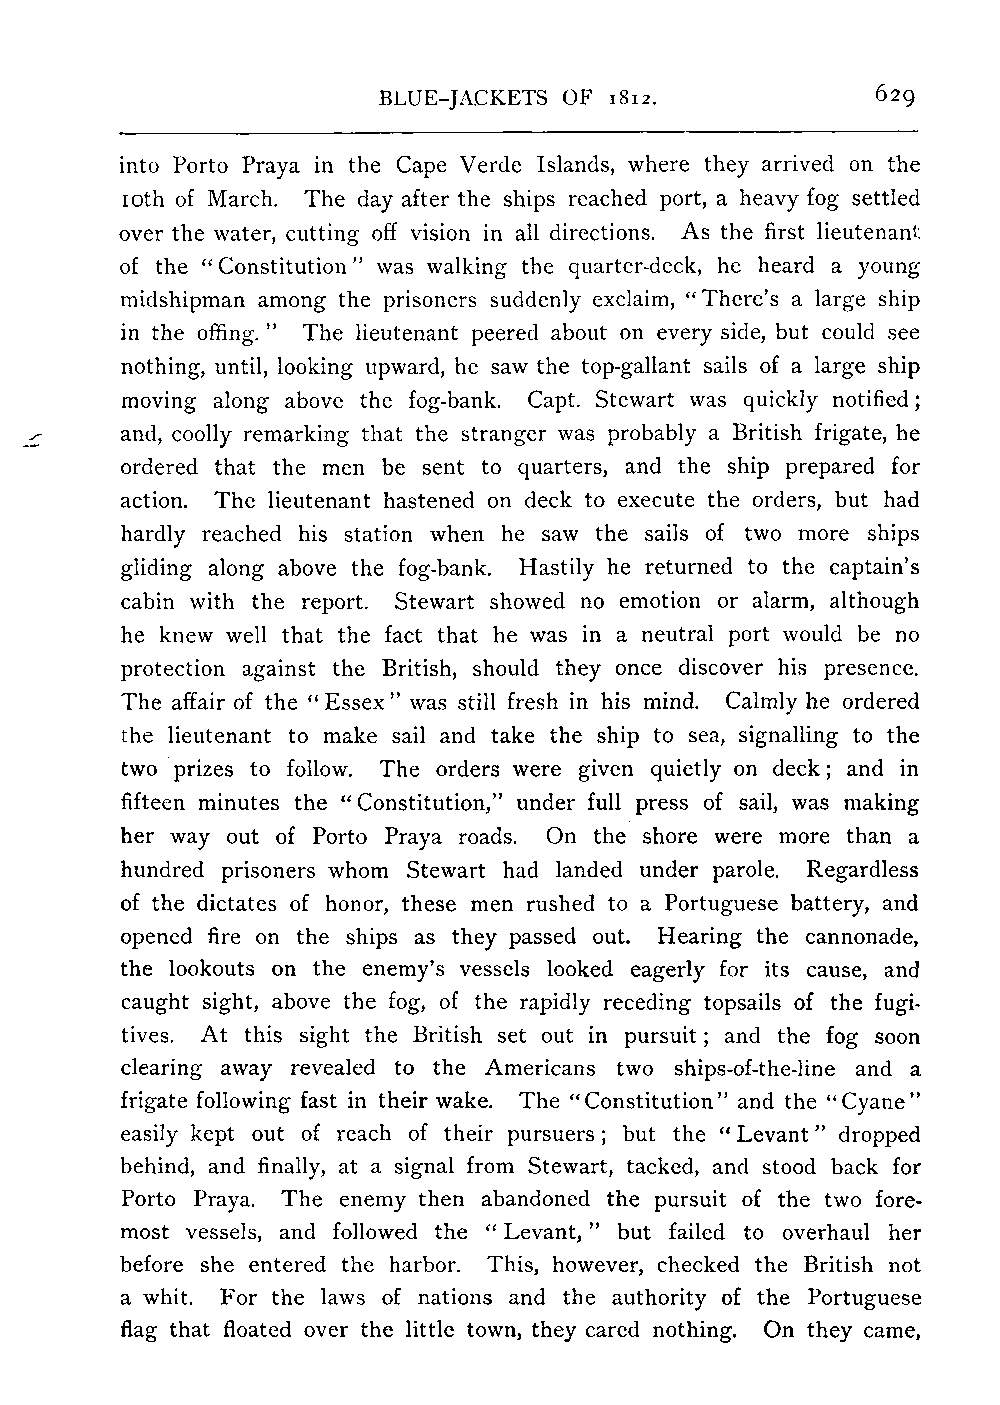 BLUE-JACKETS OF 1812. 629
into Porto Praya in the Cape Verde Islands, where they arrived on the
10th of March. The day after the ships reached port, a heavy fog settled
over the water, cutting off vision in all directions. As the first lieutenant
of the "Constitution" was walking the quarter-deck, he heard a young
midshipman among the prisoners suddenly exclaim, "There's a large ship
in the offing." The lieutenant peered about on every side, but could see
nothing, until, looking upward, he saw the top-gallant sails of a large ship
moving along above the fog-bank. Capt. Stewart was quickly notified;
and, coolly remarking that the stranger was probably a British frigate, he
ordered that the men be sent to quarters, and the ship prepared for
action. The lieutenant hastened on deck to execute the orders, but had
hardly reached his station when he saw the sails of two more ships
gliding along above the fog-bank. Hastily he returned to the captain's
cabin with the report. Stewart showed no emotion or alarm, although
he knew well that the fact that he was in a neutral port would be no
protection against the British, should they once discover his presence.
The affair of the "Essex" was still fresh in his mind. Calmly he ordered
the lieutenant to make sail and take the ship to sea, signalling to the
two prizes to follow. The orders were given quietly on deck; and in
fifteen minutes the "Constitution," under full press of sail, was making
her way out of Porto Praya roads. On the shore were more than a
hundred prisoners whom Stewart had landed under parole. Regardless
of the dictates of honor, these men rushed to a Portuguese battery, and
opened fire on the ships as they passed out. Hearing the cannonade,
the lookouts on the enemy's vessels looked eagerly for its cause, and
caught sight, above the fog, of the rapidly receding topsails of the fugi-
tives. At this sight the British set out in pursuit; and the fog soon
clearing away revealed to the Americans two ships-of-the-line and a
frigate following fast in their wake. The "Constitution" and the "Cyane"
easily kept out of reach of their pursuers; but the "Levant" dropped
behind, and finally, at a signal from Stewart, tacked, and stood back for
Porto Praya. The enemy then abandoned the pursuit of the two fore-
most vessels, and followed the "Levant," but failed to overhaul her
before she entered the harbor. This, however, checked the British not
a whit. For the laws of nations and the authority of the Portuguese
flag that floated over the little town, they cared nothing. On they came,